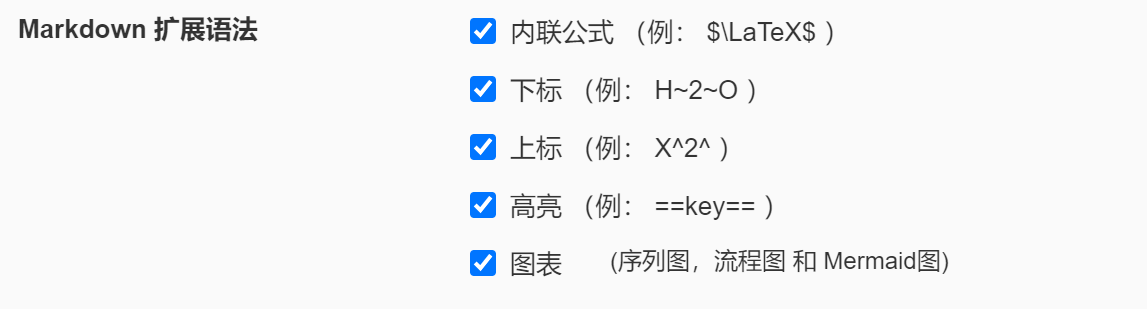 Markdown 扩展语法
内联公式 （例： $\LaTeX$ ）
下标 （例： H~2~O ）
上标 （例： X^2^ ）
高亮 （例： ==key== ）
图表 (序列图，流程图 和 Mermaid图)